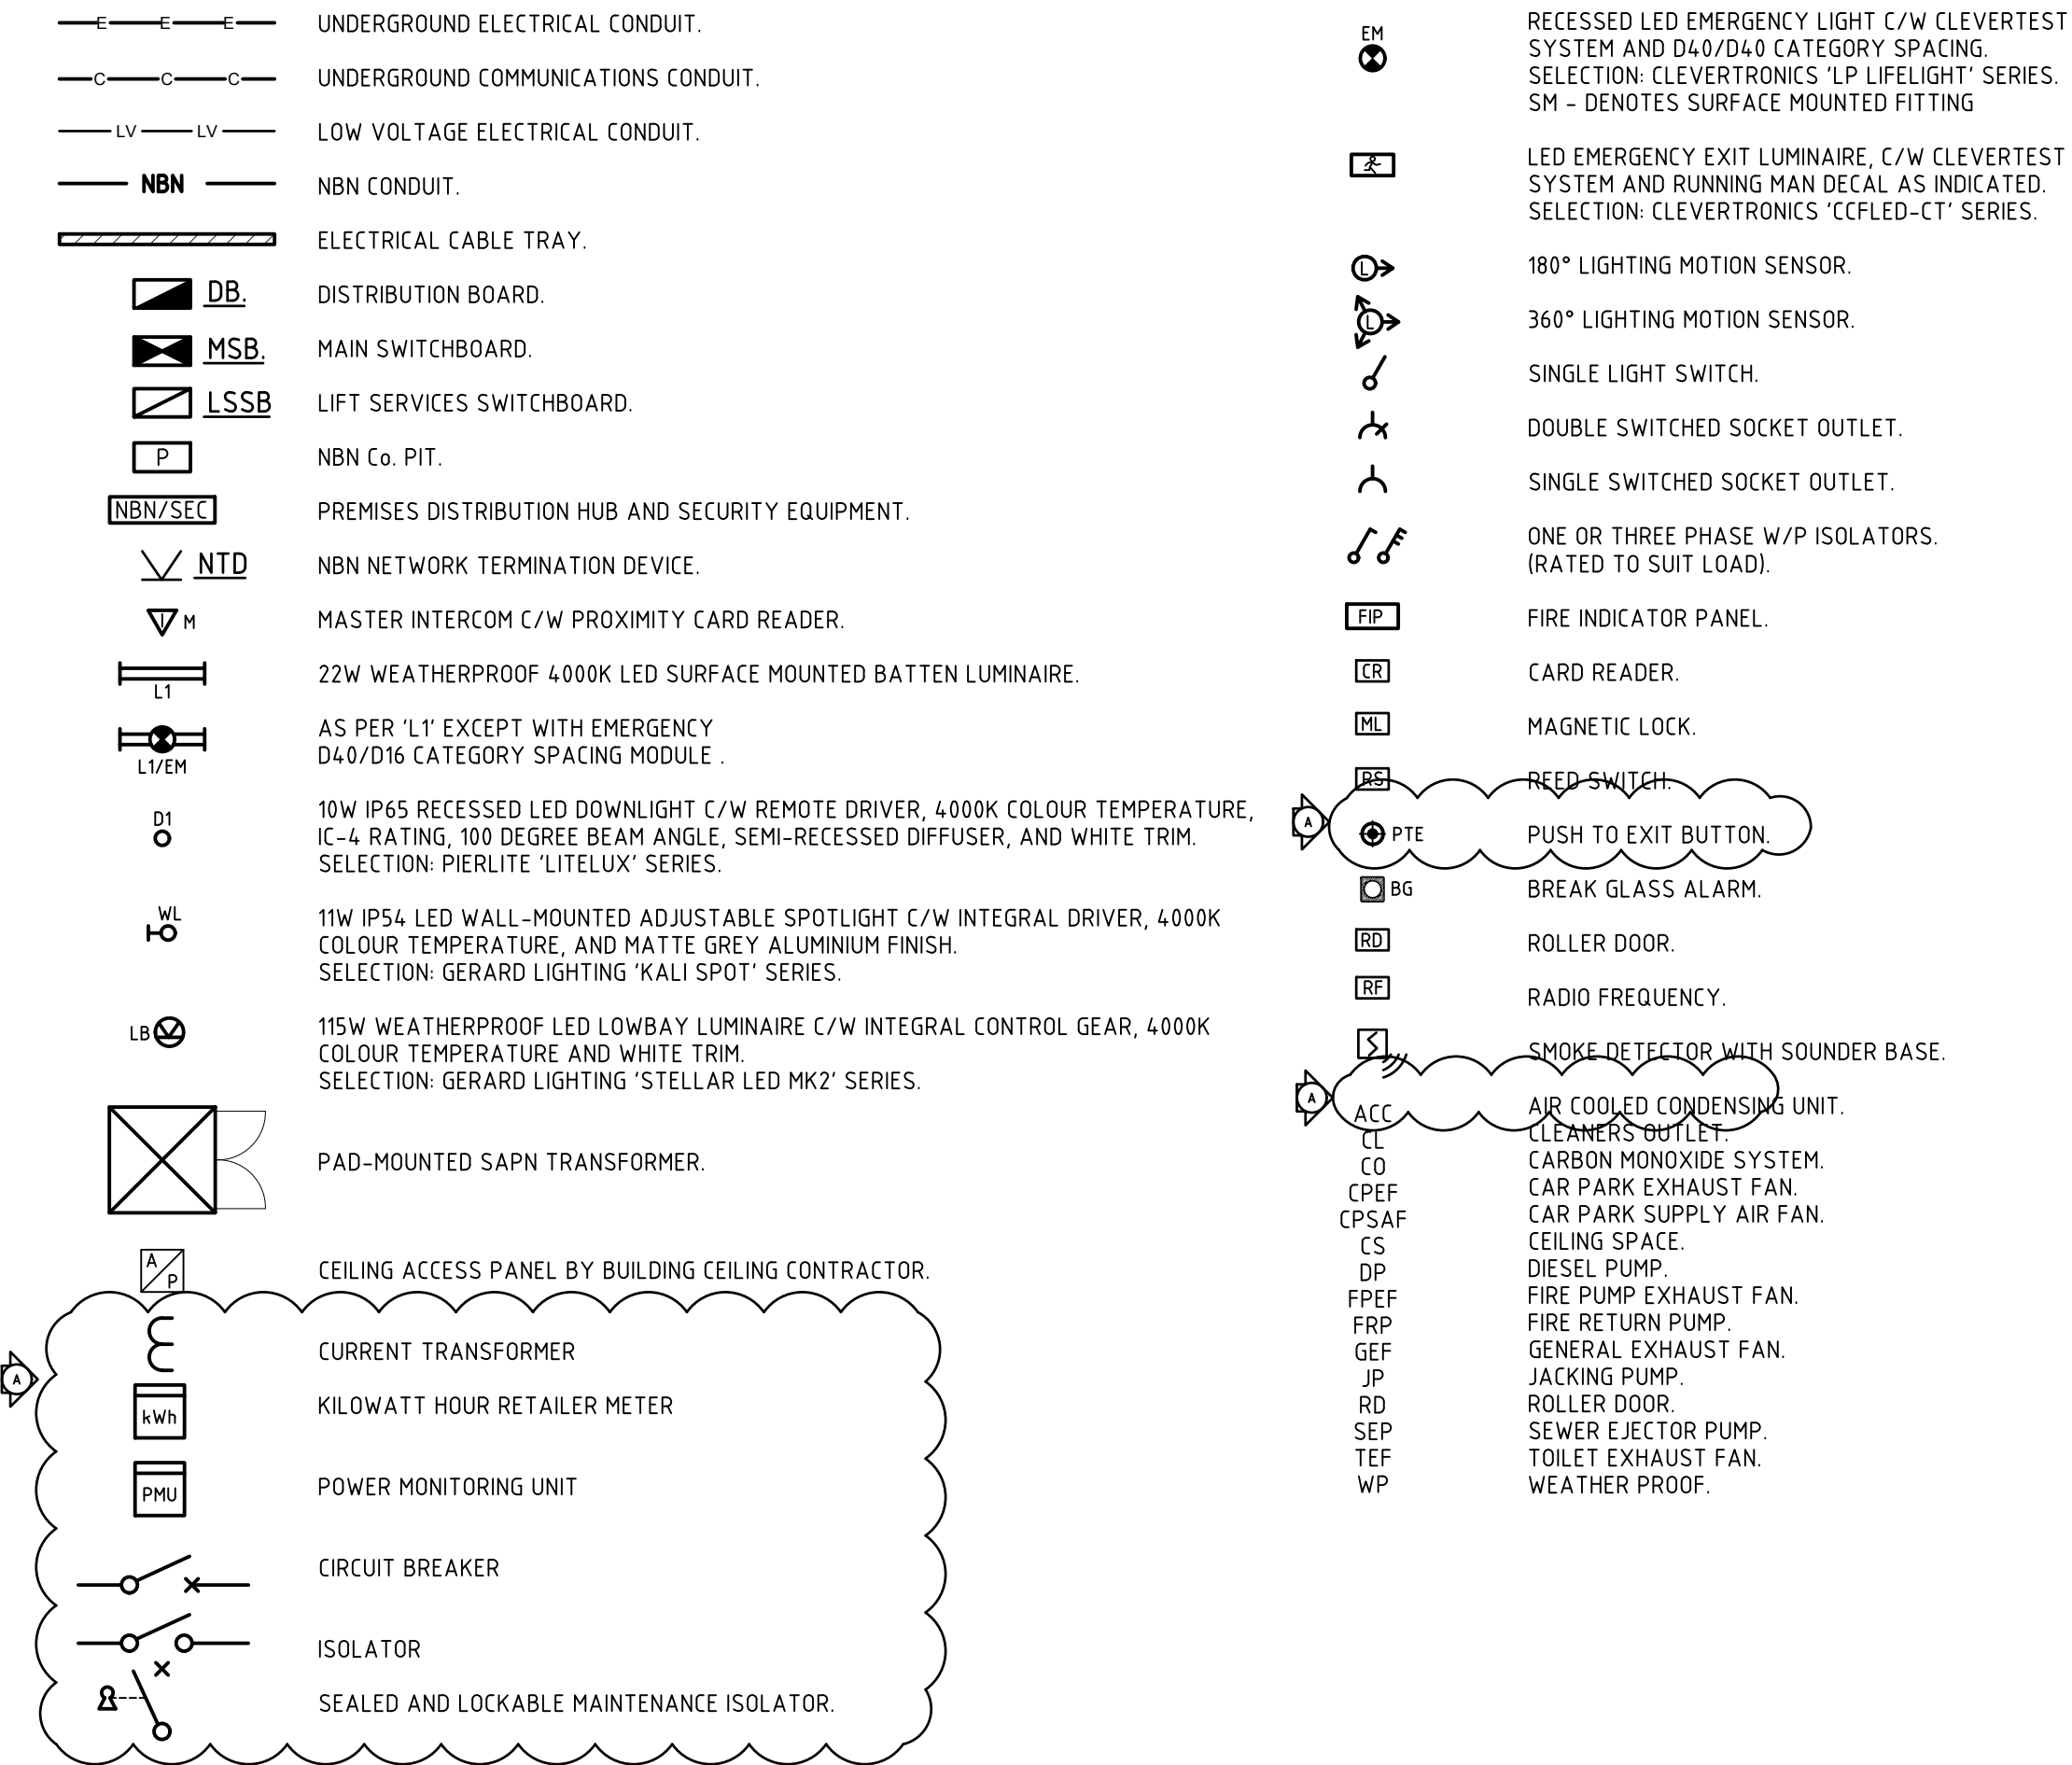 E E E UNDERGROUND ELECTRICAL CONDUIT.
C C C UNDERGROUND COMMUNICATIONS CONDUIT.
LV LV LOW VOLTAGE ELECTRICAL CONDUIT.
NBN NBN CONDUIT.
ELECTRICAL CABLE TRAY.
DB. DISTRIBUTION BOARD.
MSB. MAIN SWITCHBOARD.
LSSB LIFT SERVICES SWITCHBOARD.
P NBN Co. PIT.
NBN/SEC PREMISES DISTRIBUTION HUB AND SECURITY EQUIPMENT.
NTD NBN NETWORK TERMINATION DEVICE.
I M MASTER INTERCOM C/W PROXIMITY CARD READER.
22W WEATHERPROOF 4000K LED SURFACE MOUNTED BATTEN LUMINAIRE.
L1
AS PER 'L1' EXCEPT WITH EMERGENCY
D40/D16 CATEGORY SPACING MODULE .
L1/EM
D1
10W IP65 RECESSED LED DOWNLIGHT C/W REMOTE DRIVER, 4000K COLOUR TEMPERATURE,
IC-4 RATING, 100 DEGREE BEAM ANGLE, SEMI-RECESSED DIFFUSER, AND WHITE TRIM.
SELECTION: PIERLITE 'LITELUX' SERIES.
WL
11W IP54 LED WALL-MOUNTED ADJUSTABLE SPOTLIGHT C/W INTEGRAL DRIVER, 4000K
COLOUR TEMPERATURE, AND MATTE GREY ALUMINIUM FINISH.
SELECTION: GERARD LIGHTING 'KALI SPOT' SERIES.
LB
115W WEATHERPROOF LED LOWBAY LUMINAIRE C/W INTEGRAL CONTROL GEAR, 4000K
COLOUR TEMPERATURE AND WHITE TRIM.
SELECTION: GERARD LIGHTING 'STELLAR LED MK2' SERIES.
PAD-MOUNTED SAPN TRANSFORMER.
A P CEILING ACCESS PANEL BY BUILDING CEILING CONTRACTOR.
CURRENT TRANSFORMER
A
kWh KILOWATT HOUR RETAILER METER
PMU POWER MONITORING UNIT
CIRCUIT BREAKER
ISOLATOR
SEALED AND LOCKABLE MAINTENANCE ISOLATOR.
EM
RECESSED LED EMERGENCY LIGHT C/W CLEVERTEST
SYSTEM AND D40/D40 CATEGORY SPACING.
SELECTION: CLEVERTRONICS 'LP LIFELIGHT' SERIES.
SM - DENOTES SURFACE MOUNTED FITTING
LED EMERGENCY EXIT LUMINAIRE, C/W CLEVERTEST
SYSTEM AND RUNNING MAN DECAL AS INDICATED.
SELECTION: CLEVERTRONICS 'CCFLED-CT' SERIES.
L 180° LIGHTING MOTION SENSOR.
L 360° LIGHTING MOTION SENSOR.
SINGLE LIGHT SWITCH.
DOUBLE SWITCHED SOCKET OUTLET.
SINGLE SWITCHED SOCKET OUTLET.
ONE OR THREE PHASE W/P ISOLATORS.
(RATED TO SUIT LOAD).
FIP FIRE INDICATOR PANEL.
CR CARD READER.
ML MAGNETIC LOCK.
RS REED SWITCH.
A
PTE PUSH TO EXIT BUTTON.
BG BREAK GLASS ALARM.
RD ROLLER DOOR.
RF RADIO FREQUENCY.
SMOKE DETECTOR WITH SOUNDER BASE.
A
ACC AIR COOLED CONDENSING UNIT.
CL CLEANERS OUTLET.
CO CARBON MONOXIDE SYSTEM.
CPEF CAR PARK EXHAUST FAN.
CPSAF CAR PARK SUPPLY AIR FAN.
CS CEILING SPACE.
DP DIESEL PUMP.
FPEF FIRE PUMP EXHAUST FAN.
FRP FIRE RETURN PUMP.
GEF GENERAL EXHAUST FAN.
JP JACKING PUMP.
RD ROLLER DOOR.
SEP SEWER EJECTOR PUMP.
TEF TOILET EXHAUST FAN.
WP WEATHER PROOF.